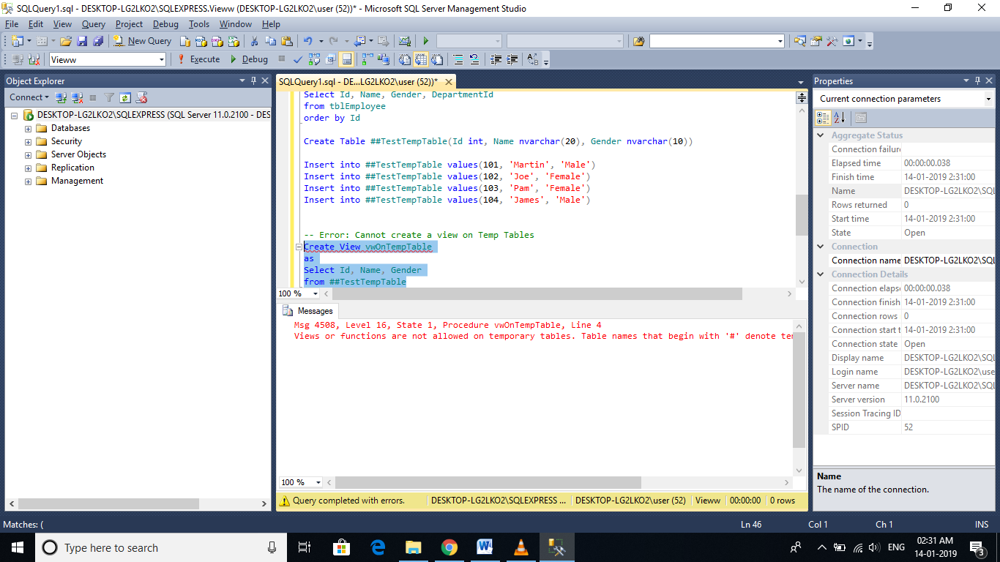 SQLQuery1.sql - DESKTOP-LG2LKO2\SQLEXPRESS.Vieww (DESKTOP-LG2LKO2\user (52))* - Microsoft SQL Server Management Studio
File Edit View Query Project Debug Tools Window Help
New Query
Vieww Execute Debug
Object Explorer
Connect
DESKTOP-LG2LKO2\SQLEXPRESS (SQL Server 11.0.2100 - DES
Databases
Security
Server Objects
Replication
Management
SQLQuery1.sql - DE...LG2LKO2\user (52))*
Select Id, Name, Gender, DepartmentId
from tblEmployee
order by Id
Create Table ##TestTempTable(Id int, Name nvarchar(20), Gender nvarchar(10))
Insert into ##TestTempTable values(101, 'Martin', 'Male')
Insert into ##TestTempTable values(102, 'Joe', 'Female')
Insert into ##TestTempTable values(103, 'Pam', 'Female')
Insert into ##TestTempTable values(104, 'James', 'Male')
-- Error: Cannot create a view on Temp Tables
Create View vwOnTempTable
as
Select Id, Name, Gender
from ##TestTempTable
100 %
Messages
Msg 4508, Level 16, State 1, Procedure vwOnTempTable, Line 4
Views or functions are not allowed on temporary tables. Table names that begin with '#' denote ter
100 %
Query completed with errors. DESKTOP-LG2LKO2\SQLEXPRESS ... DESKTOP-LG2LKO2\user (52) Vieww 00:00:00 0 rows
Properties
Current connection parameters
Aggregate Status
Connection failure
Elapsed time 00:00:00.038
Finish time 14-01-2019 2:31:00
Name DESKTOP-LG2LKO2\SQL
Rows returned 0
Start time 14-01-2019 2:31:00
State Open
Connection
Connection name DESKTOP-LG2LKO2\SQL
Connection Details
Connection elapse 00:00:00.038
Connection finish 14-01-2019 2:31:00
Connection rows 0
Connection start t 14-01-2019 2:31:00
Connection state Open
Display name DESKTOP-LG2LKO2\SQL
Login name DESKTOP-LG2LKO2\use
Server name DESKTOP-LG2LKO2\SQL
Server version 11.0.2100
Session Tracing ID
SPID 52
Name
The name of the connection.
Matches: ( Ln 46 Col 1 Ch 1 INS
Type here to search
ENG
02:31 AM
14-01-2019
3